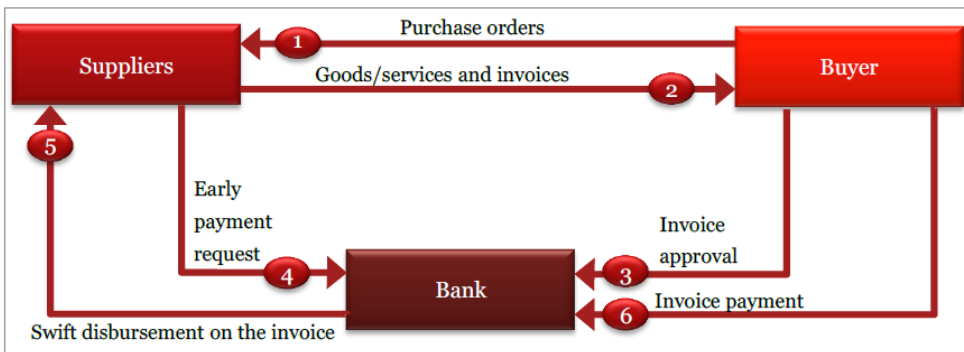 Purchase orders
1
Suppliers
Goods/services and invoices
Buyer
2
5
Early
payment
request
Invoice
approval
4
3
Bank
Invoice payment
6
Swift disbursement on the invoice